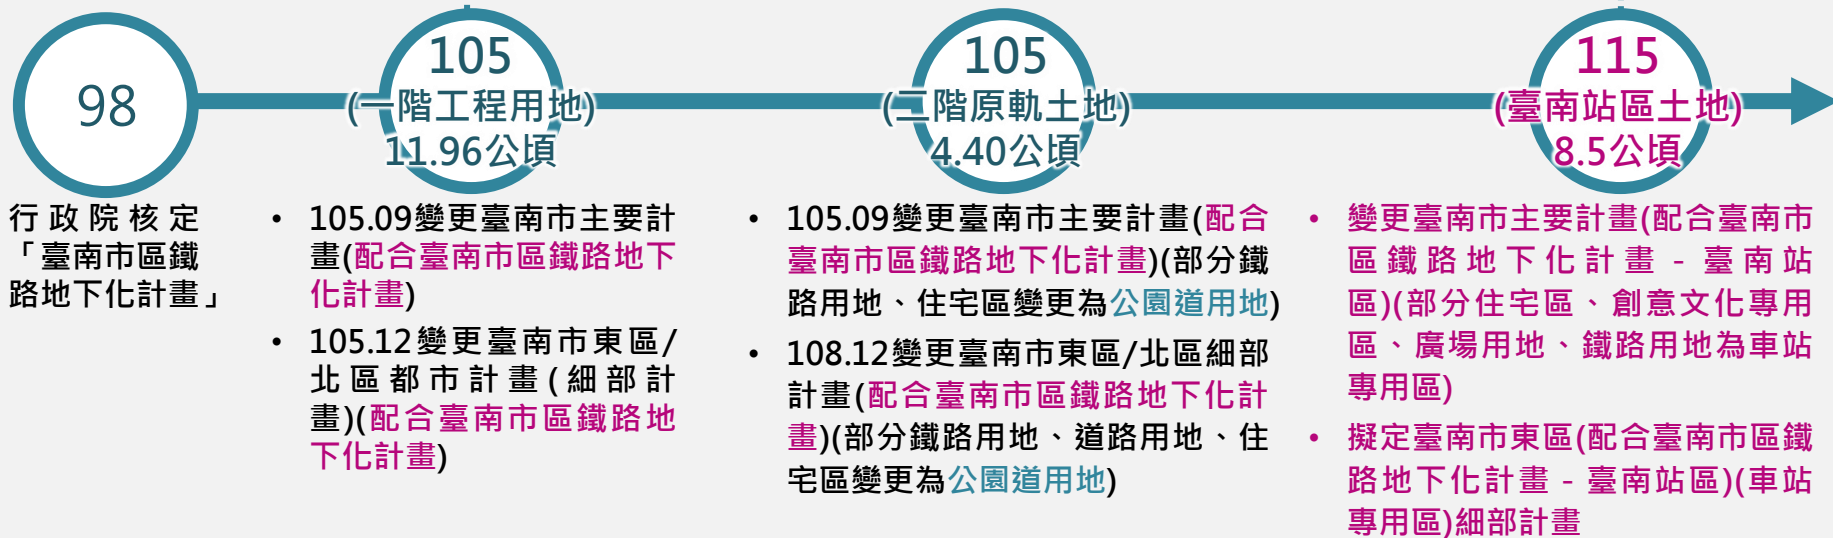 98
行政院核定
「臺南市區鐵
路地下化計畫」
105
(一階工程用地)
11.96公頃
• 105.09變更臺南市主要計
畫(配合臺南市區鐵路地下
化計畫)
• 105.12變更臺南市東區/
北區都市計畫(細部計
畫)(配合臺南市區鐵路地
下化計畫)
105
(二階原軌土地)
4.40公頃
• 105.09變更臺南市主要計畫(配合
臺南市區鐵路地下化計畫)(部分鐵
路用地、住宅區變更為公園道用地)
• 108.12變更臺南市東區/北區細部
計畫(配合臺南市區鐵路地下化計
畫)(部分鐵路用地、道路用地、住
宅區變更為公園道用地)
115
(臺南站區土地)
8.5公頃
• 變更臺南市主要計畫(配合臺南市
區鐵路地下化計畫-臺南站
區)(部分住宅區、創意文化專用
區、廣場用地、鐵路用地為車站
專用區)
• 擬定臺南市東區(配合臺南市區鐵
路地下化計畫-臺南站區)(車站
專用區)細部計畫